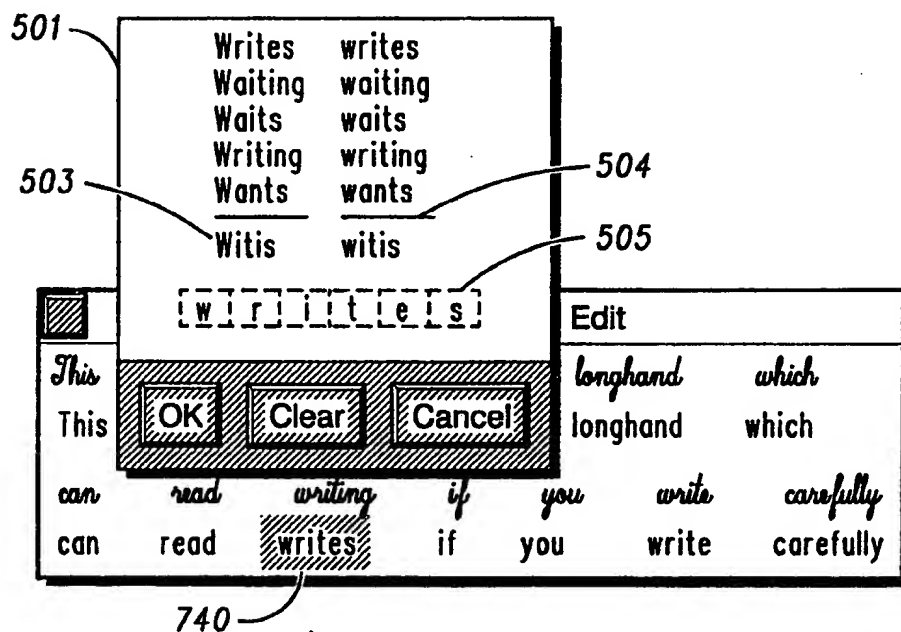 501
Writes writes
Waiting waiting
Waits waits
Writing writing
503 Wants wants 504
Witis witis 505
w r i t e s
Edit
This longhand which
OK Clear Cancel
This longhand which
can read writing if you write carefully
can read writes if you write carefully
740